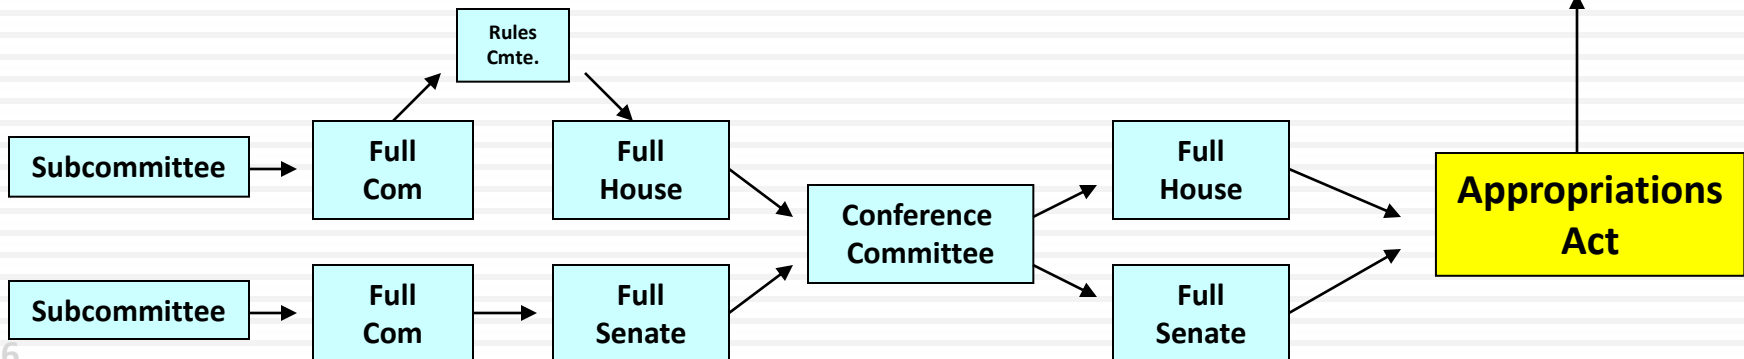 Rules
Cmte.
Subcommittee
Full
Com
Full
House
Conference
Committee
Full
House
Appropriations
Act
Subcommittee
Full
Com
Full
Senate
Full
Senate
6